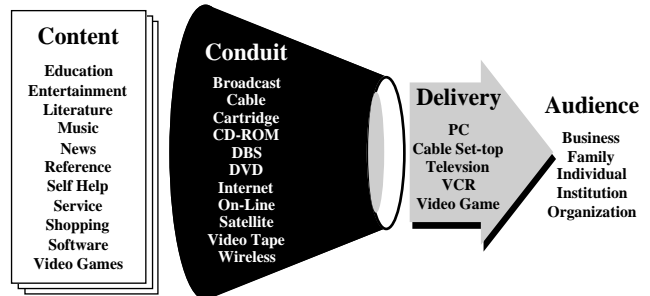 Content
Education
Entertainment
Literature
Music
News
Reference
Self Help
Service
Shopping
Software
Video Games
Conduit
Broadcast
Cable
Cartridge
CD-ROM
DBS
DVD
Internet
On-Line
Satellite
Video Tape
Wireless
Delivery
PC
Cable Set-top
Televsion
VCR
Video Game
Audience
Business
Family
Individual
Institution
Organization